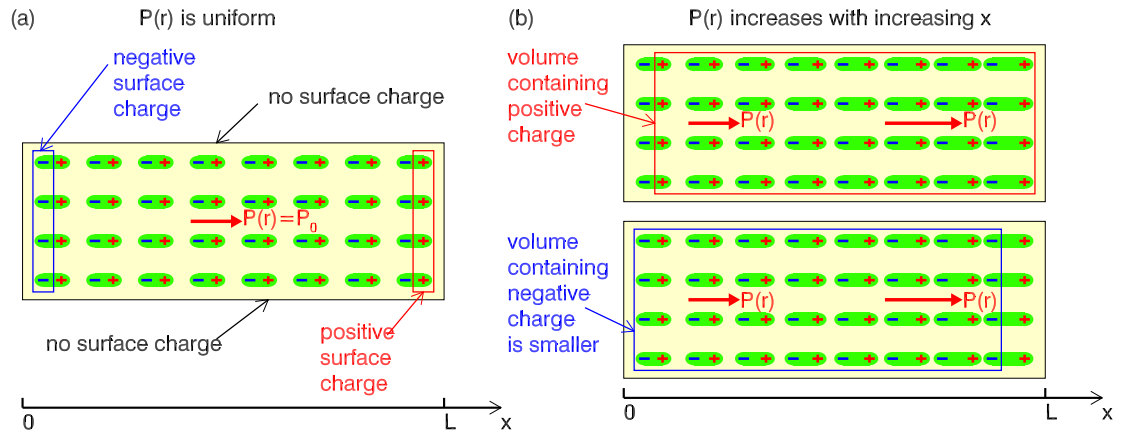 (a)
P(r) is uniform
negative
surface
charge
no surface charge
− + − + − + − + − + − + − + − +
− + − + − + − + − + − + − + − +
P(r)=P₀
− + − + − + − + − + − + − + − +
− + − + − + − + − + − + − + − +
no surface charge
positive
surface
charge
0
L
x
(b)
P(r) increases with increasing x
volume
containing
positive
charge
− + − + − + − + − + − + − + − +
− + − + − + − + − + − + − + − +
P(r)
P(r)
− + − + − + − + − + − + − + − +
− + − + − + − + − + − + − + − +
volume
containing
negative
charge
is smaller
− + − + − + − + − + − + − + − +
− + − + − + − + − + − + − + − +
P(r)
P(r)
− + − + − + − + − + − + − + − +
− + − + − + − + − + − + − + − +
0
L
x